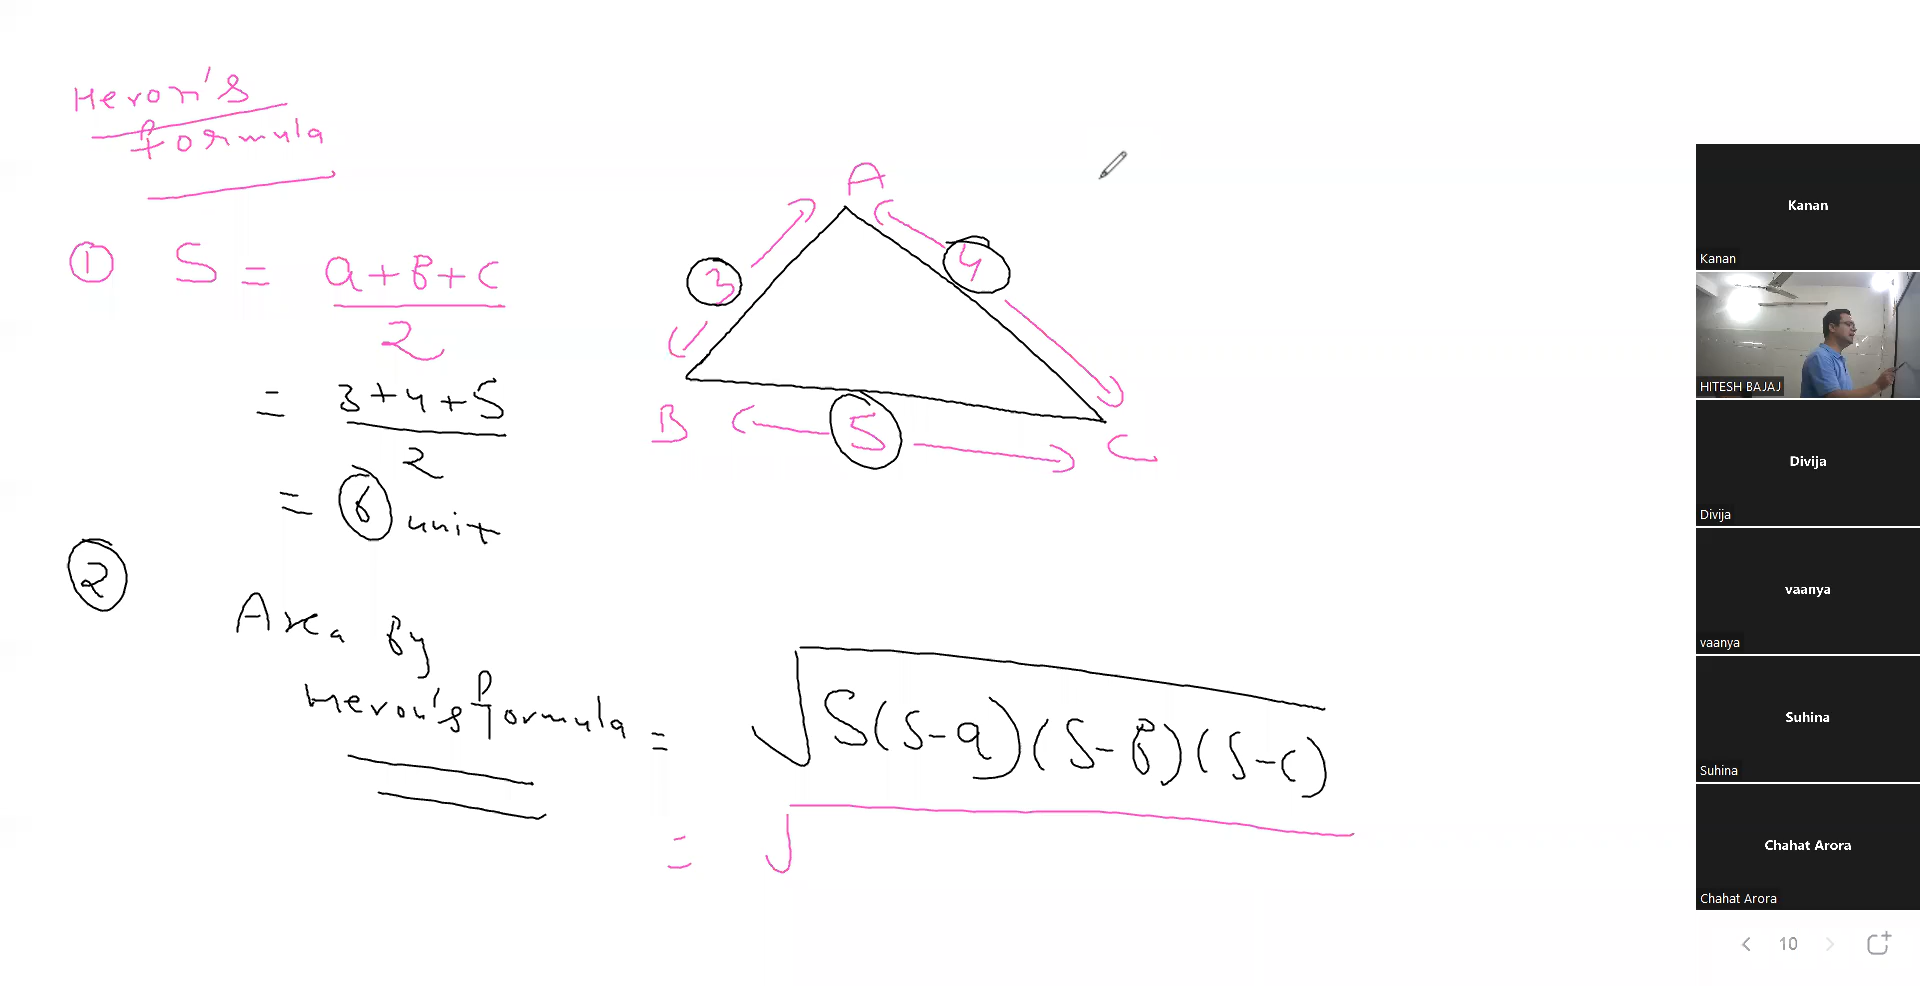 Heron's
formula
① S = a+b+c
2
= 3+4+5
2
= 6 unit
A
3
4
B
5
C
②
Area by
Heron's formula = √S(S-a)(S-b)(S-c)
= √
Kanan
Kanan
HITESH BAJAJ
Divija
Divija
vaanya
vaanya
Suhina
Suhina
Chahat Arora
Chahat Arora
10